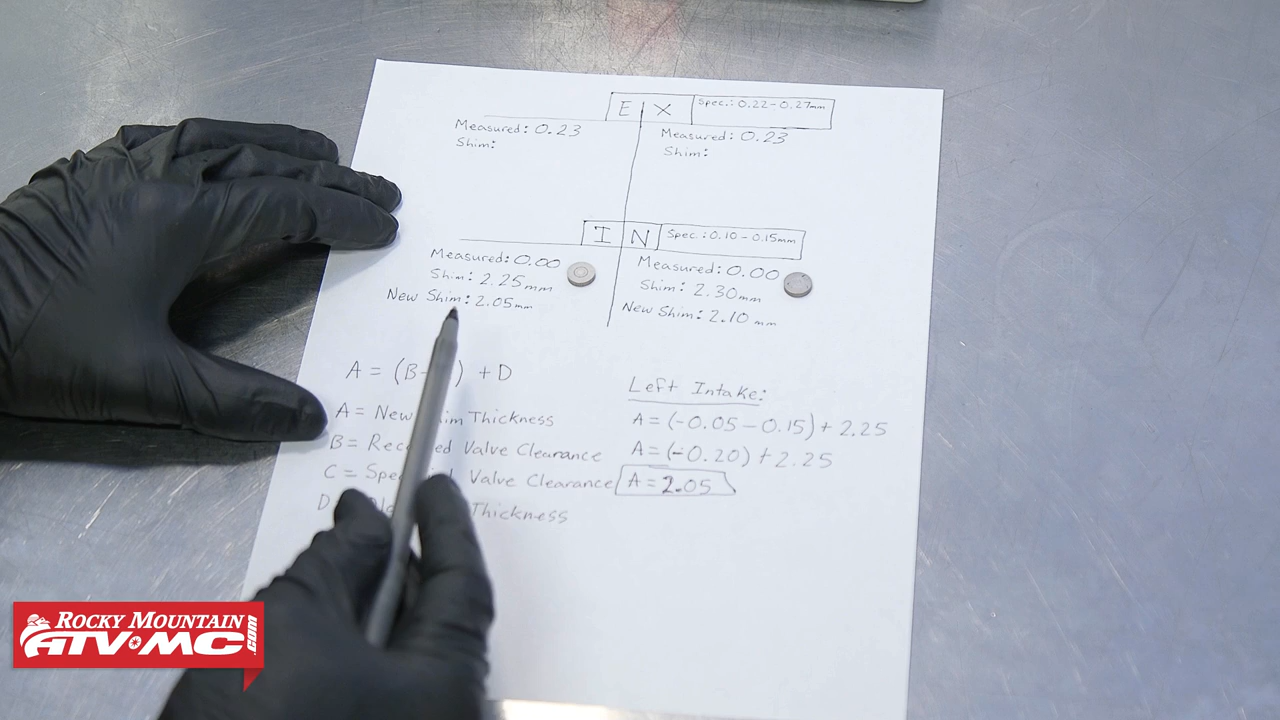 E X
Spec.: 0.22-0.27mm
Measured: 0.23
Shim:
Measured: 0.23
Shim:
I N
Spec.: 0.10-0.15mm
Measured: 0.00
Shim: 2.25mm
New Shim: 2.05mm
Measured: 0.00
Shim: 2.30mm
New Shim: 2.10 mm
A = (B- ) + D
A = New Thickness
B = Valve Clearance
C = Valve Clearance
D Thickness
Left Intake:
A = (-0.05 - 0.15) + 2.25
A = (-0.20) + 2.25
A = 2.05
ROCKY MOUNTAIN
ATV•MC.com